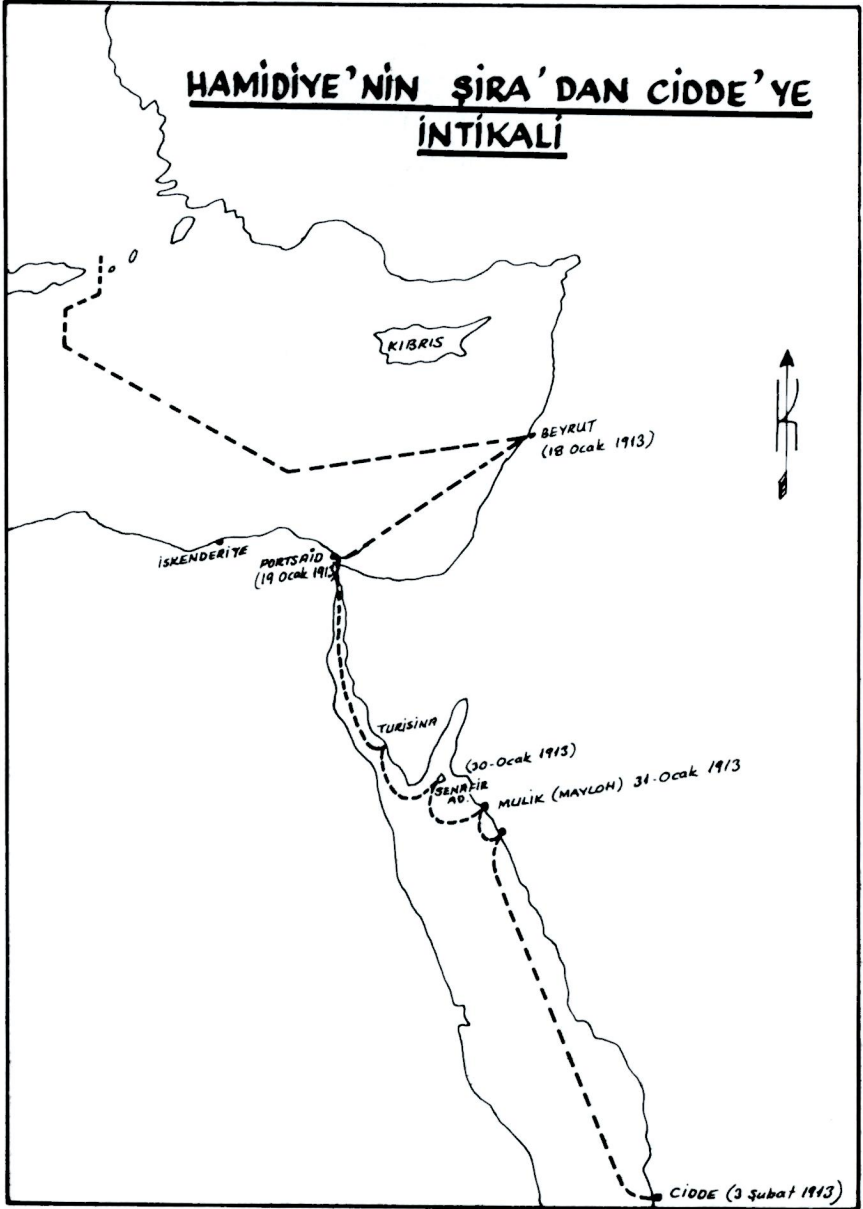 HAMİDİYE'NİN ŞİRA'DAN CİDDE'YE
İNTİKALİ
KIBRIS
BEYRUT
(18 Ocak 1913)
İSKENDERİYE
PORTSAİD
(19 Ocak 1913
TURİSİNA
(30-Ocak 1913)
SENAFİR
AD.
MULİK (MAYLOH) 31-Ocak 1913
CİDDE (3 Şubat 1913)
K